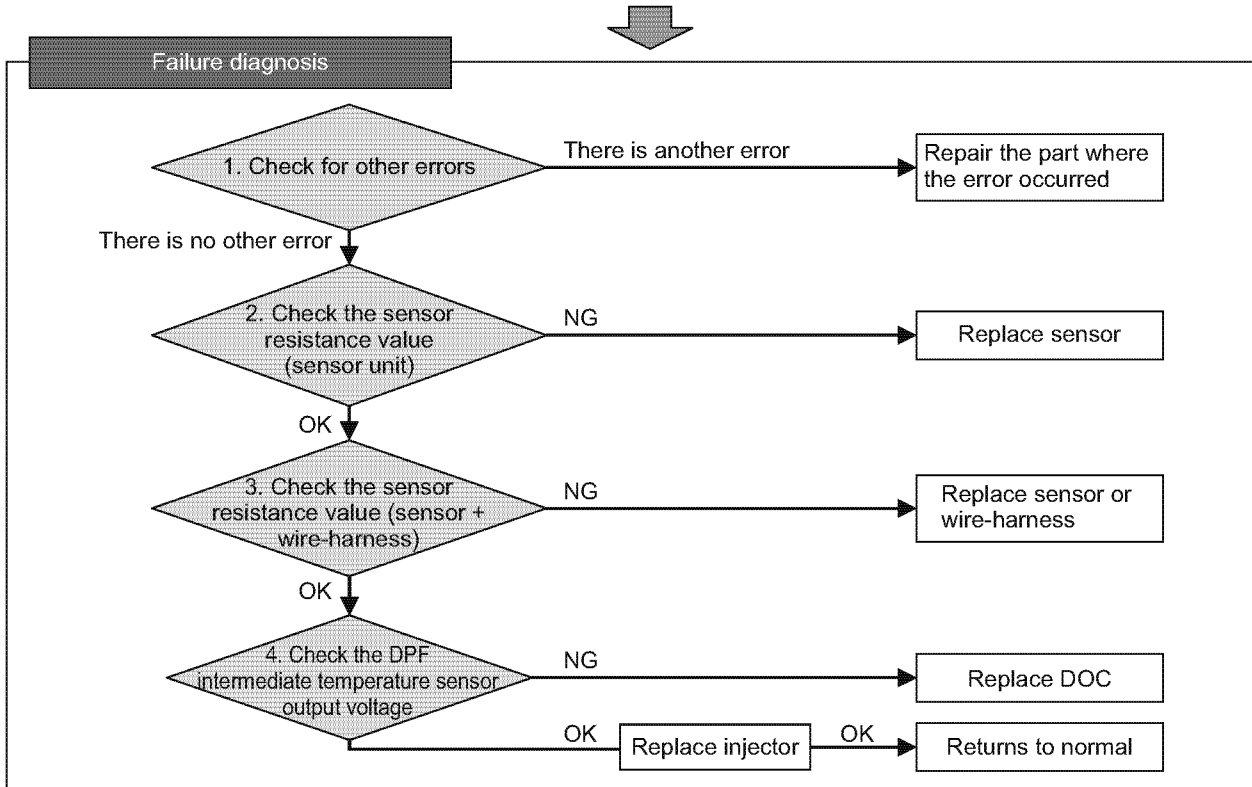 Failure diagnosis
1. Check for other errors
There is another error
Repair the part where
the error occurred
There is no other error
2. Check the sensor
resistance value
(sensor unit)
NG
Replace sensor
OK
3. Check the sensor
resistance value (sensor +
wire-harness)
NG
Replace sensor or
wire-harness
OK
4. Check the DPF
intermediate temperature sensor
output voltage
NG
Replace DOC
OK
Replace injector
OK
Returns to normal